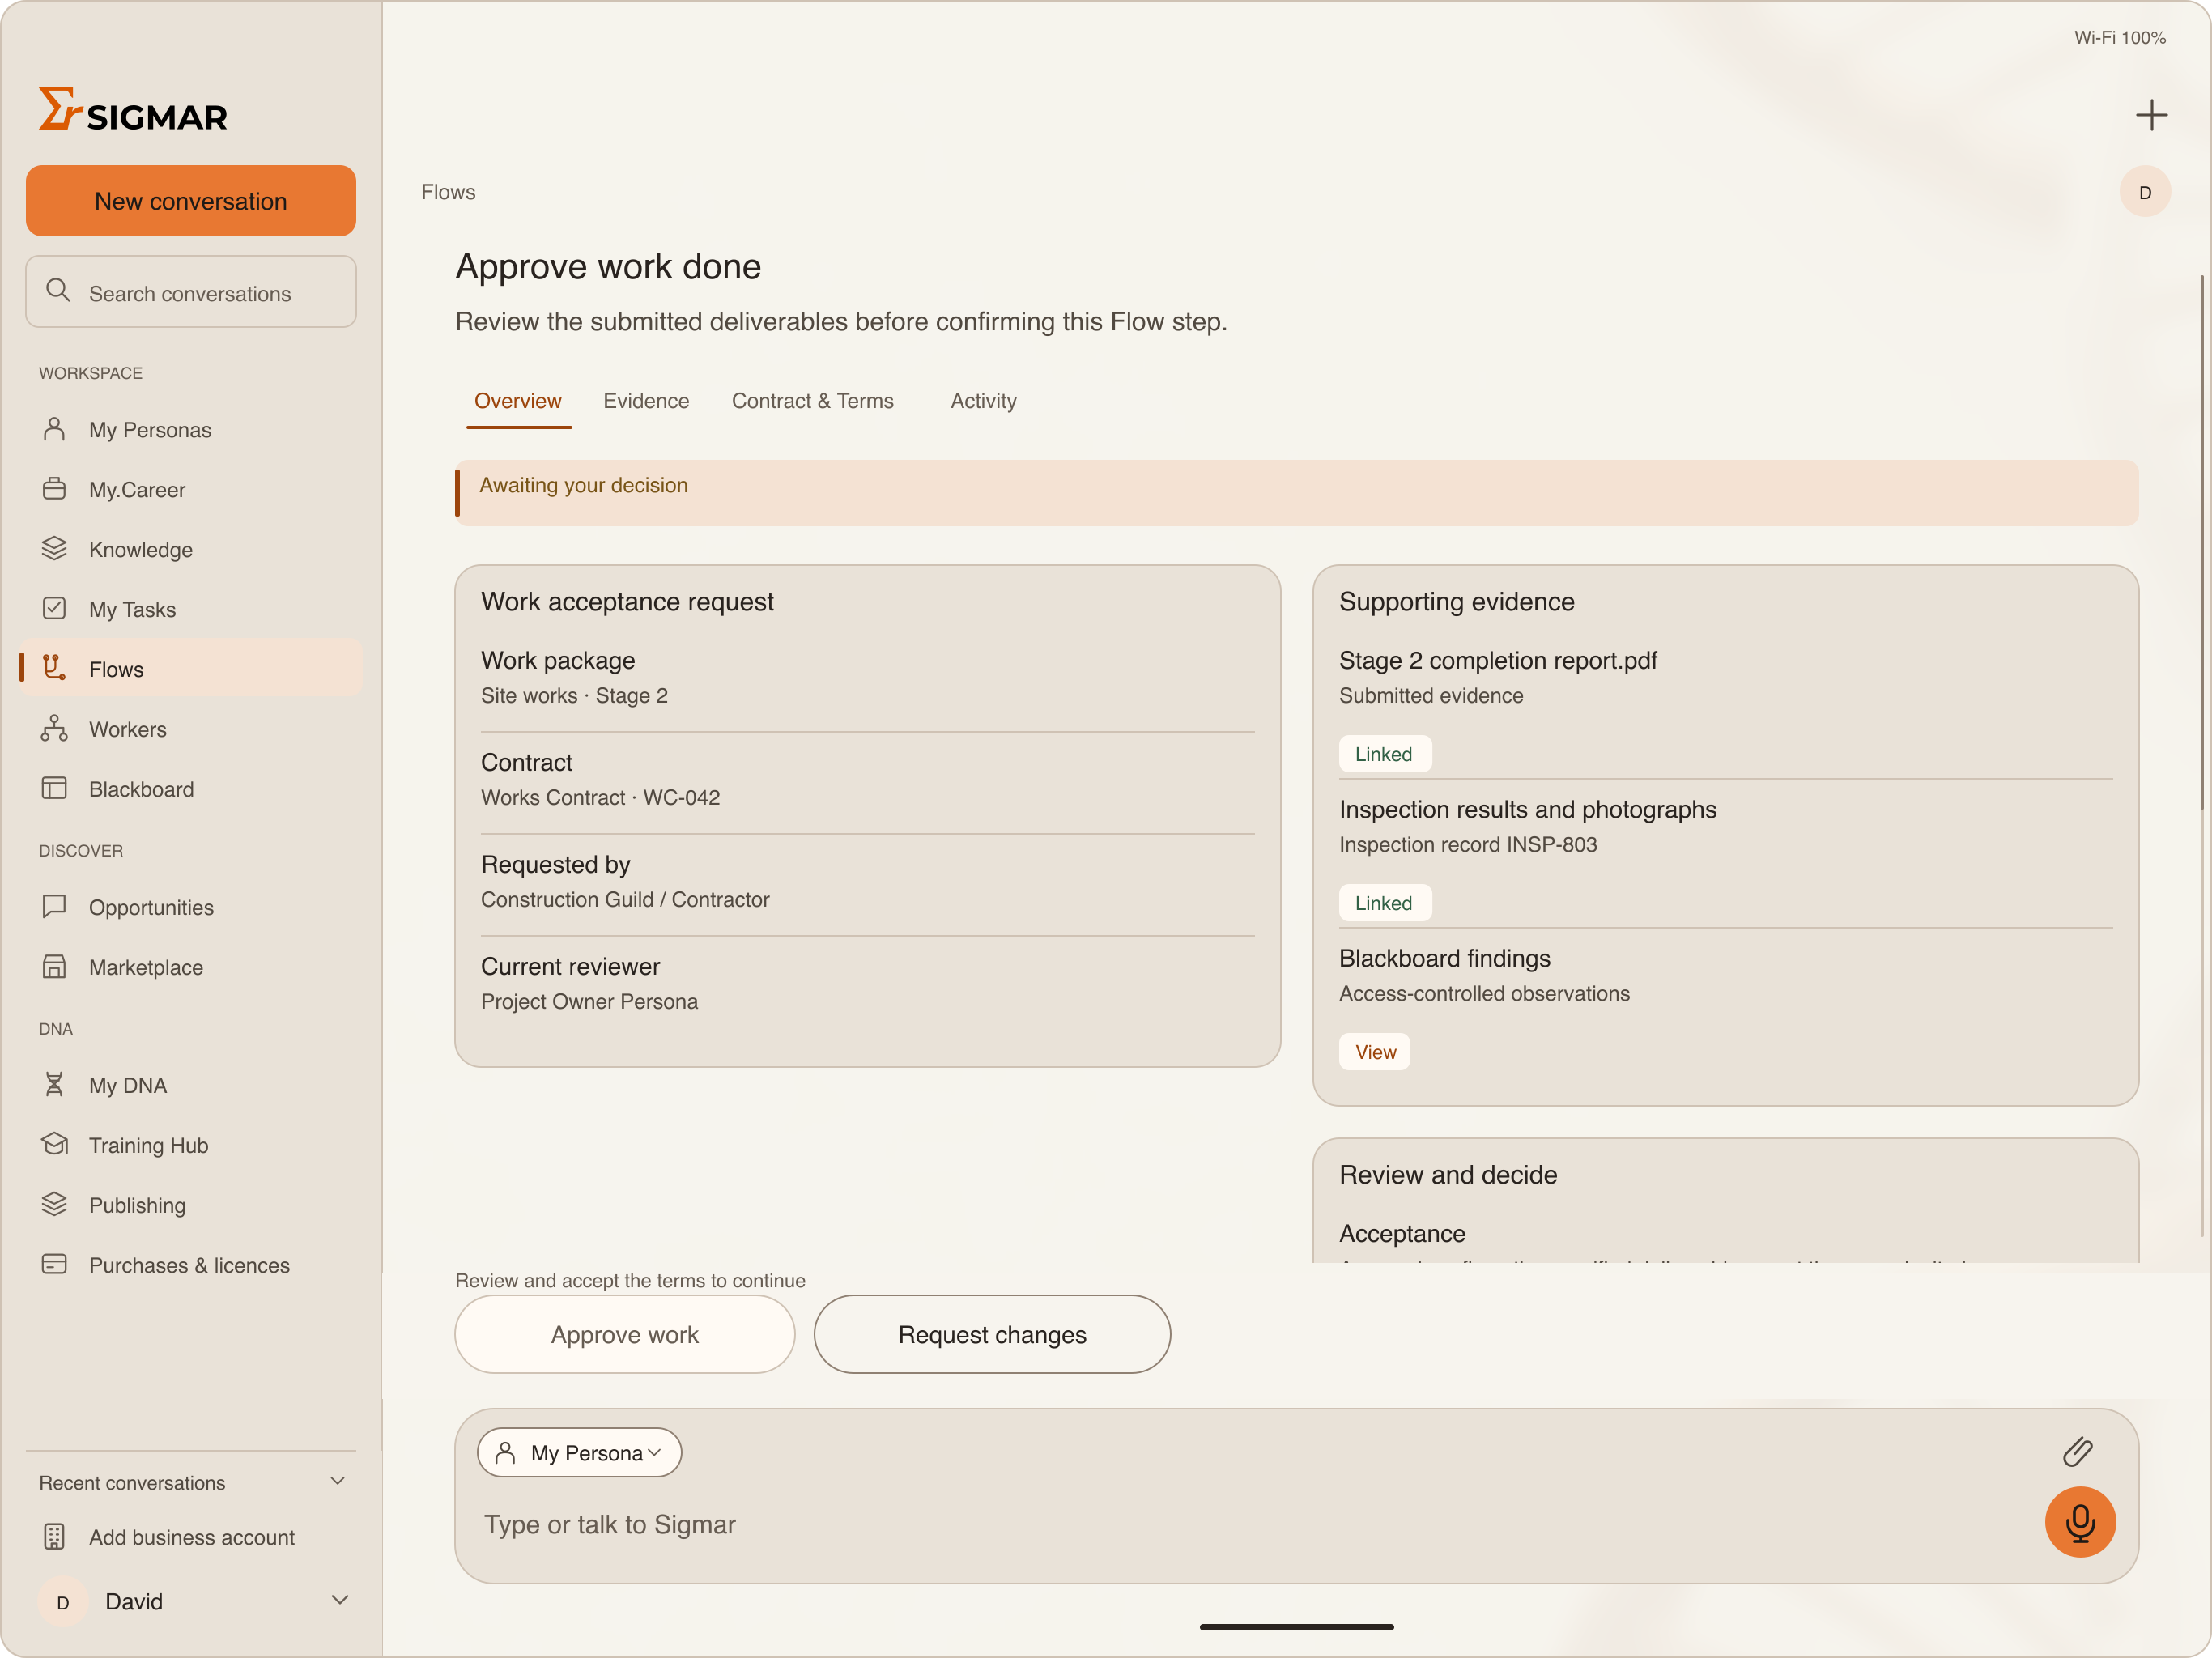 Wi-Fi 100%
SIGMAR
New conversation
Search conversations
WORKSPACE
My Personas
My.Career
Knowledge
My Tasks
Flows
Workers
Blackboard
DISCOVER
Opportunities
Marketplace
DNA
My DNA
Training Hub
Publishing
Purchases & licences
Recent conversations
Add business account
D
David
Flows
D
Approve work done
Review the submitted deliverables before confirming this Flow step.
Overview
Evidence
Contract & Terms
Activity
Awaiting your decision
Work acceptance request
Work package
Site works · Stage 2
Contract
Works Contract · WC-042
Requested by
Construction Guild / Contractor
Current reviewer
Project Owner Persona
Supporting evidence
Stage 2 completion report.pdf
Submitted evidence
Linked
Inspection results and photographs
Inspection record INSP-803
Linked
Blackboard findings
Access-controlled observations
View
Review and decide
Acceptance
Review and accept the terms to continue
Approve work
Request changes
My Persona
Type or talk to Sigmar